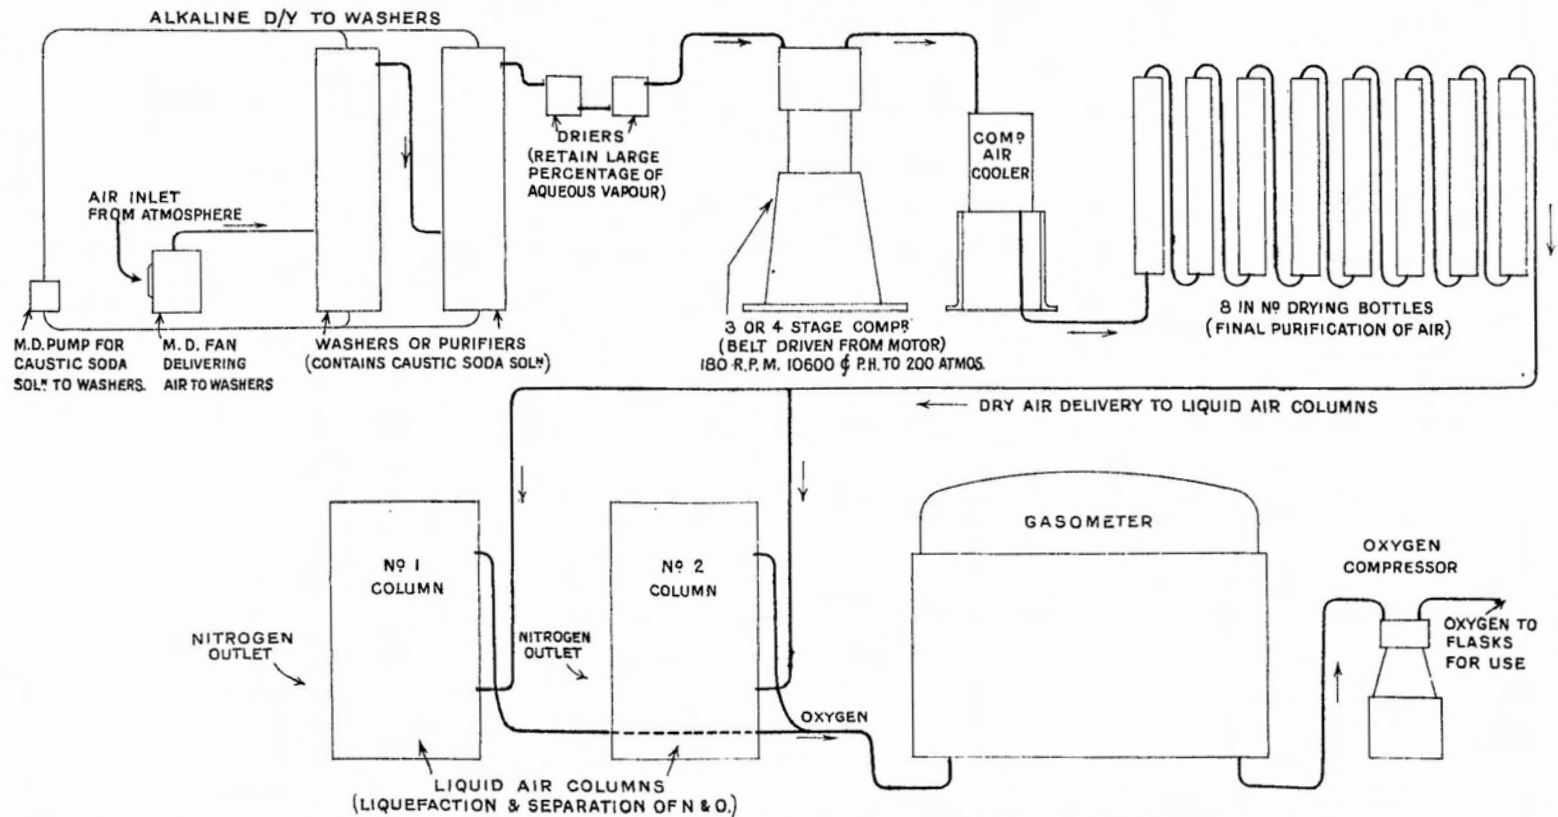 ALKALINE D/Y TO WASHERS
AIR INLET
FROM ATMOSPHERE
M.D. PUMP FOR
CAUSTIC SODA
SOLᴺ TO WASHERS.
M.D. FAN
DELIVERING
AIR TO WASHERS
WASHERS OR PURIFIERS
(CONTAINS CAUSTIC SODA SOLᴺ)
DRIERS
(RETAIN LARGE
PERCENTAGE OF
AQUEOUS VAPOUR)
3 OR 4 STAGE COMPR
(BELT DRIVEN FROM MOTOR)
180 R.P.M. 10600 ₵ P.H. TO 200 ATMOS.
COMPᴰ
AIR
COOLER
8 IN Nº DRYING BOTTLES
(FINAL PURIFICATION OF AIR)
DRY AIR DELIVERY TO LIQUID AIR COLUMNS
Nº 1
COLUMN
Nº 2
COLUMN
NITROGEN
OUTLET
NITROGEN
OUTLET
OXYGEN
LIQUID AIR COLUMNS
(LIQUEFACTION & SEPARATION OF N & O.)
GASOMETER
OXYGEN
COMPRESSOR
OXYGEN TO
FLASKS
FOR USE